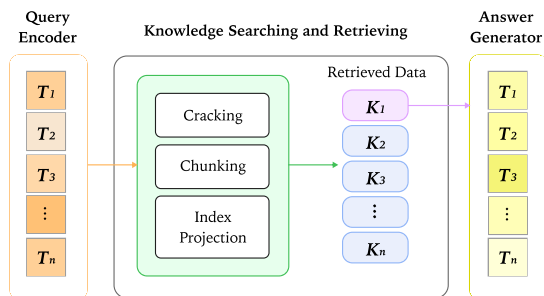 Query
Encoder
Knowledge Searching and Retrieving
Answer
Generator
T1
T2
T3
⋮
Tn
Cracking
Chunking
Index
Projection
Retrieved Data
K1
K2
K3
⋮
Kn
T1
T2
T3
⋮
Tn